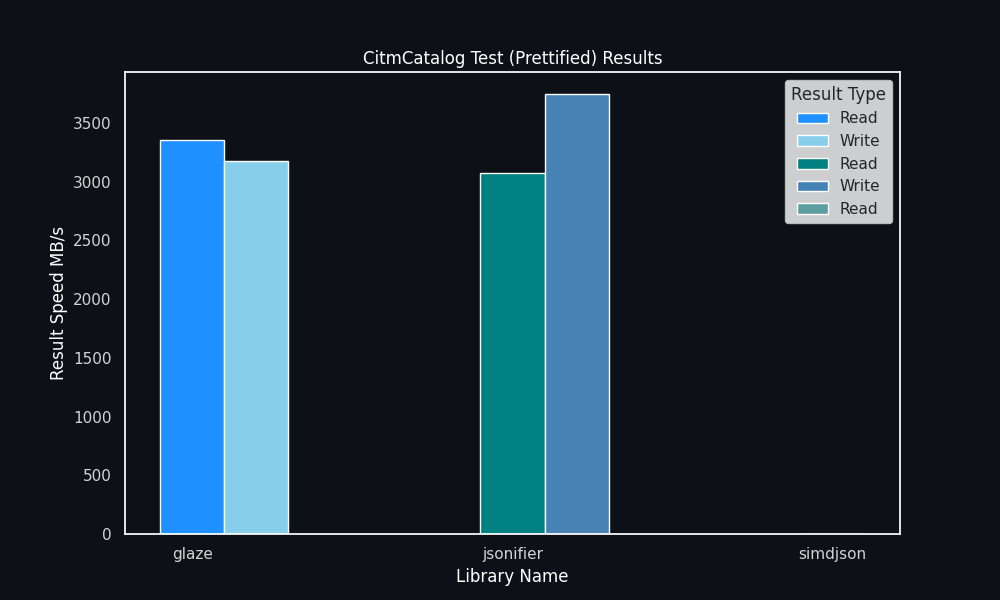 CitmCatalog Test (Prettified) Results
Result Type
Read
Write
Read
Write
Read
3500
3000
2500
2000
1500
1000
500
0
Result Speed MB/s
glaze
jsonifier
simdjson
Library Name